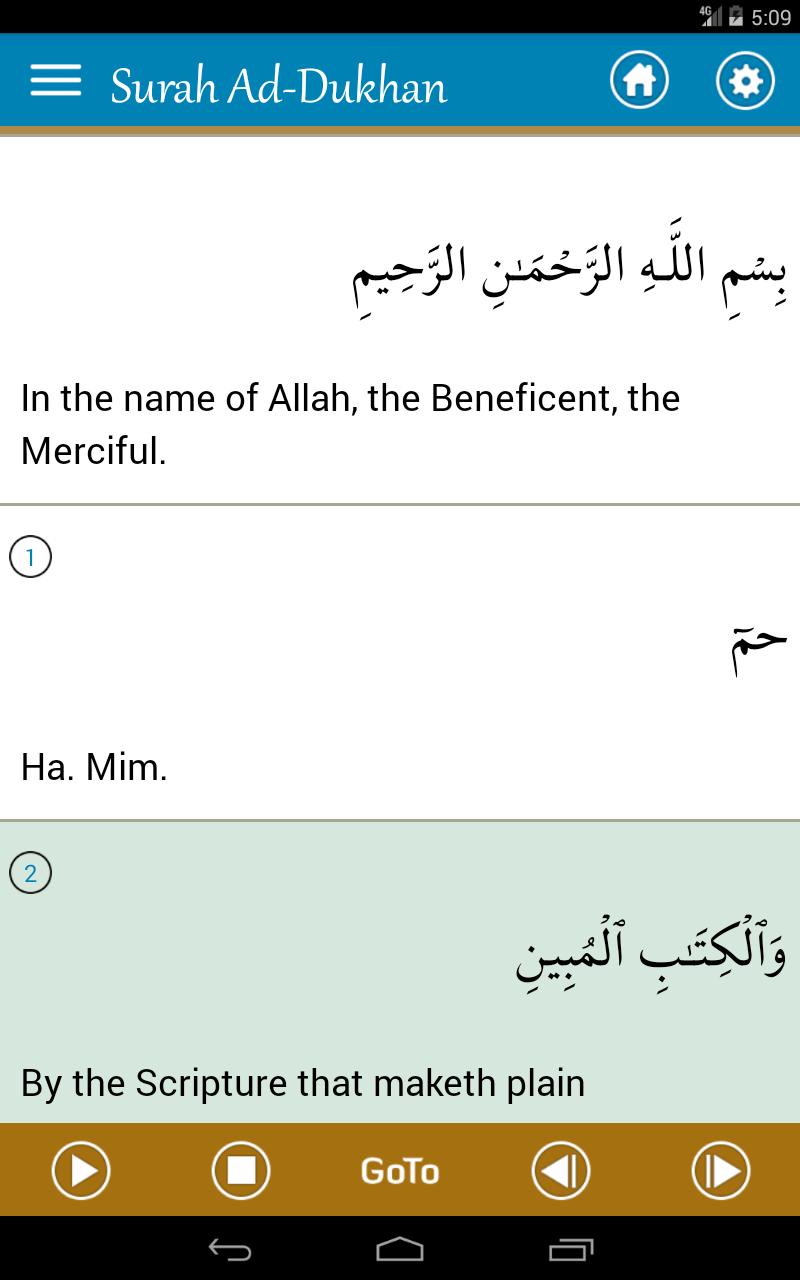 4G 5:09
Surah Ad-Dukhan
بِسْمِ اللَّـهِ الرَّحْمَـٰنِ الرَّحِيمِ
In the name of Allah, the Beneficent, the
Merciful.
1
حمٓ
Ha. Mim.
2
وَٱلْكِتَـٰبِ ٱلْمُبِينِ
By the Scripture that maketh plain
GoTo